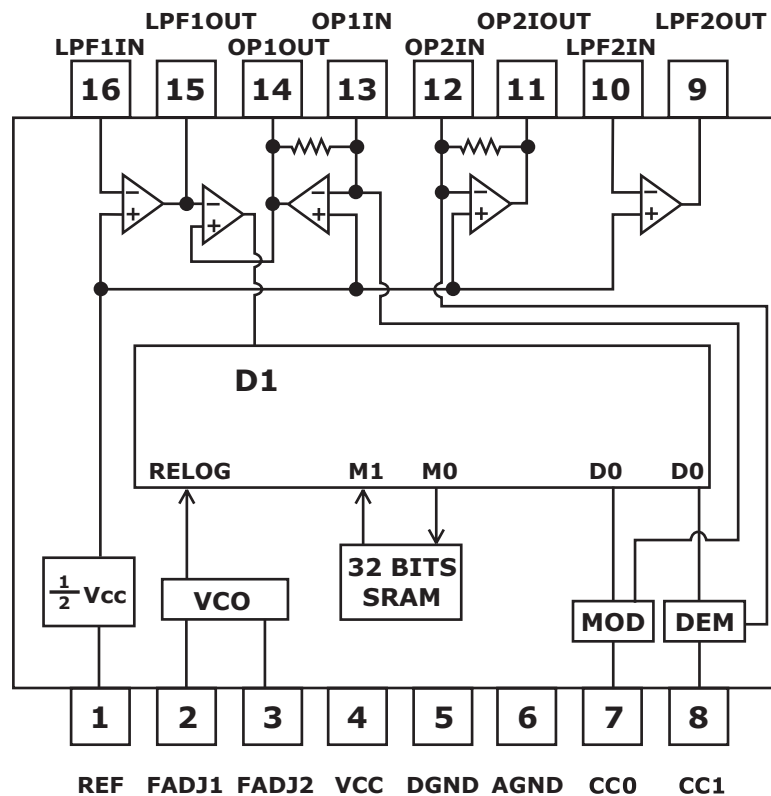 LPF1OUT OP1IN OP2IOUT LPF2OUT
LPF1IN OP1OUT OP2IN LPF2IN
16 15 14 13 12 11 10 9
− + − + − + − + − +
D1
RELOG M1 M0 D0 D0
1/2 Vcc
VCO
32 BITS
SRAM
MOD
DEM
1 2 3 4 5 6 7 8
REF FADJ1 FADJ2 VCC DGND AGND CC0 CC1